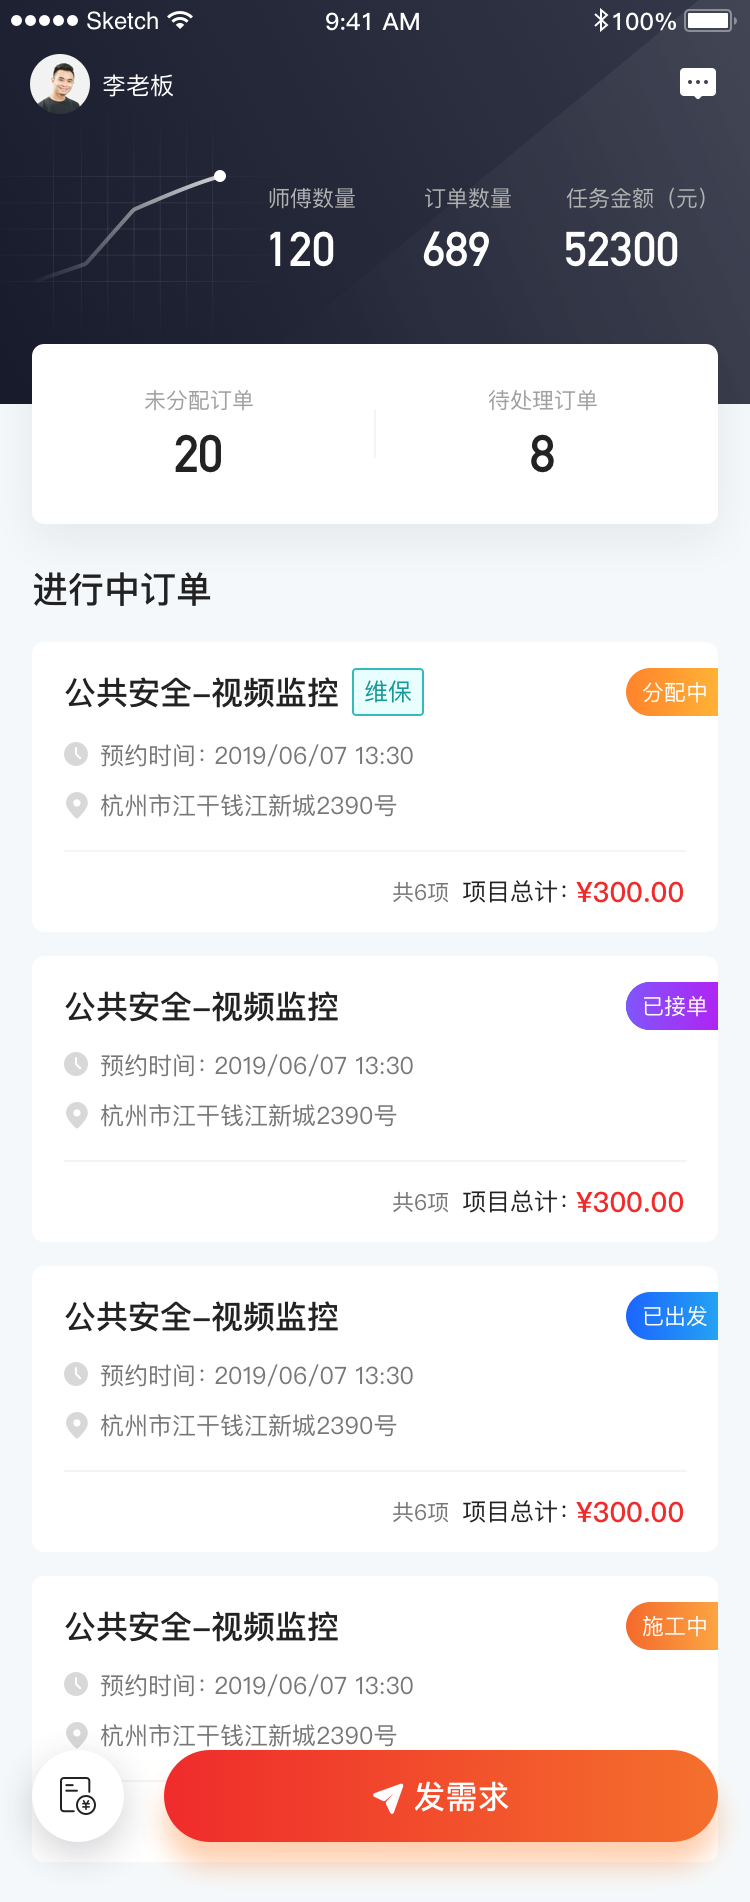 Sketch 9:41 AM 100%
李老板
师傅数量 订单数量 任务金额（元）
120 689 52300
未分配订单 待处理订单
20 8
进行中订单
公共安全–视频监控 维保 分配中
预约时间：2019/06/07 13:30
杭州市江干钱江新城2390号
共6项 项目总计：¥300.00
公共安全–视频监控 已接单
预约时间：2019/06/07 13:30
杭州市江干钱江新城2390号
共6项 项目总计：¥300.00
公共安全–视频监控 已出发
预约时间：2019/06/07 13:30
杭州市江干钱江新城2390号
共6项 项目总计：¥300.00
公共安全–视频监控 施工中
预约时间：2019/06/07 13:30
杭州市江干钱江新城2390号
¥ 发需求